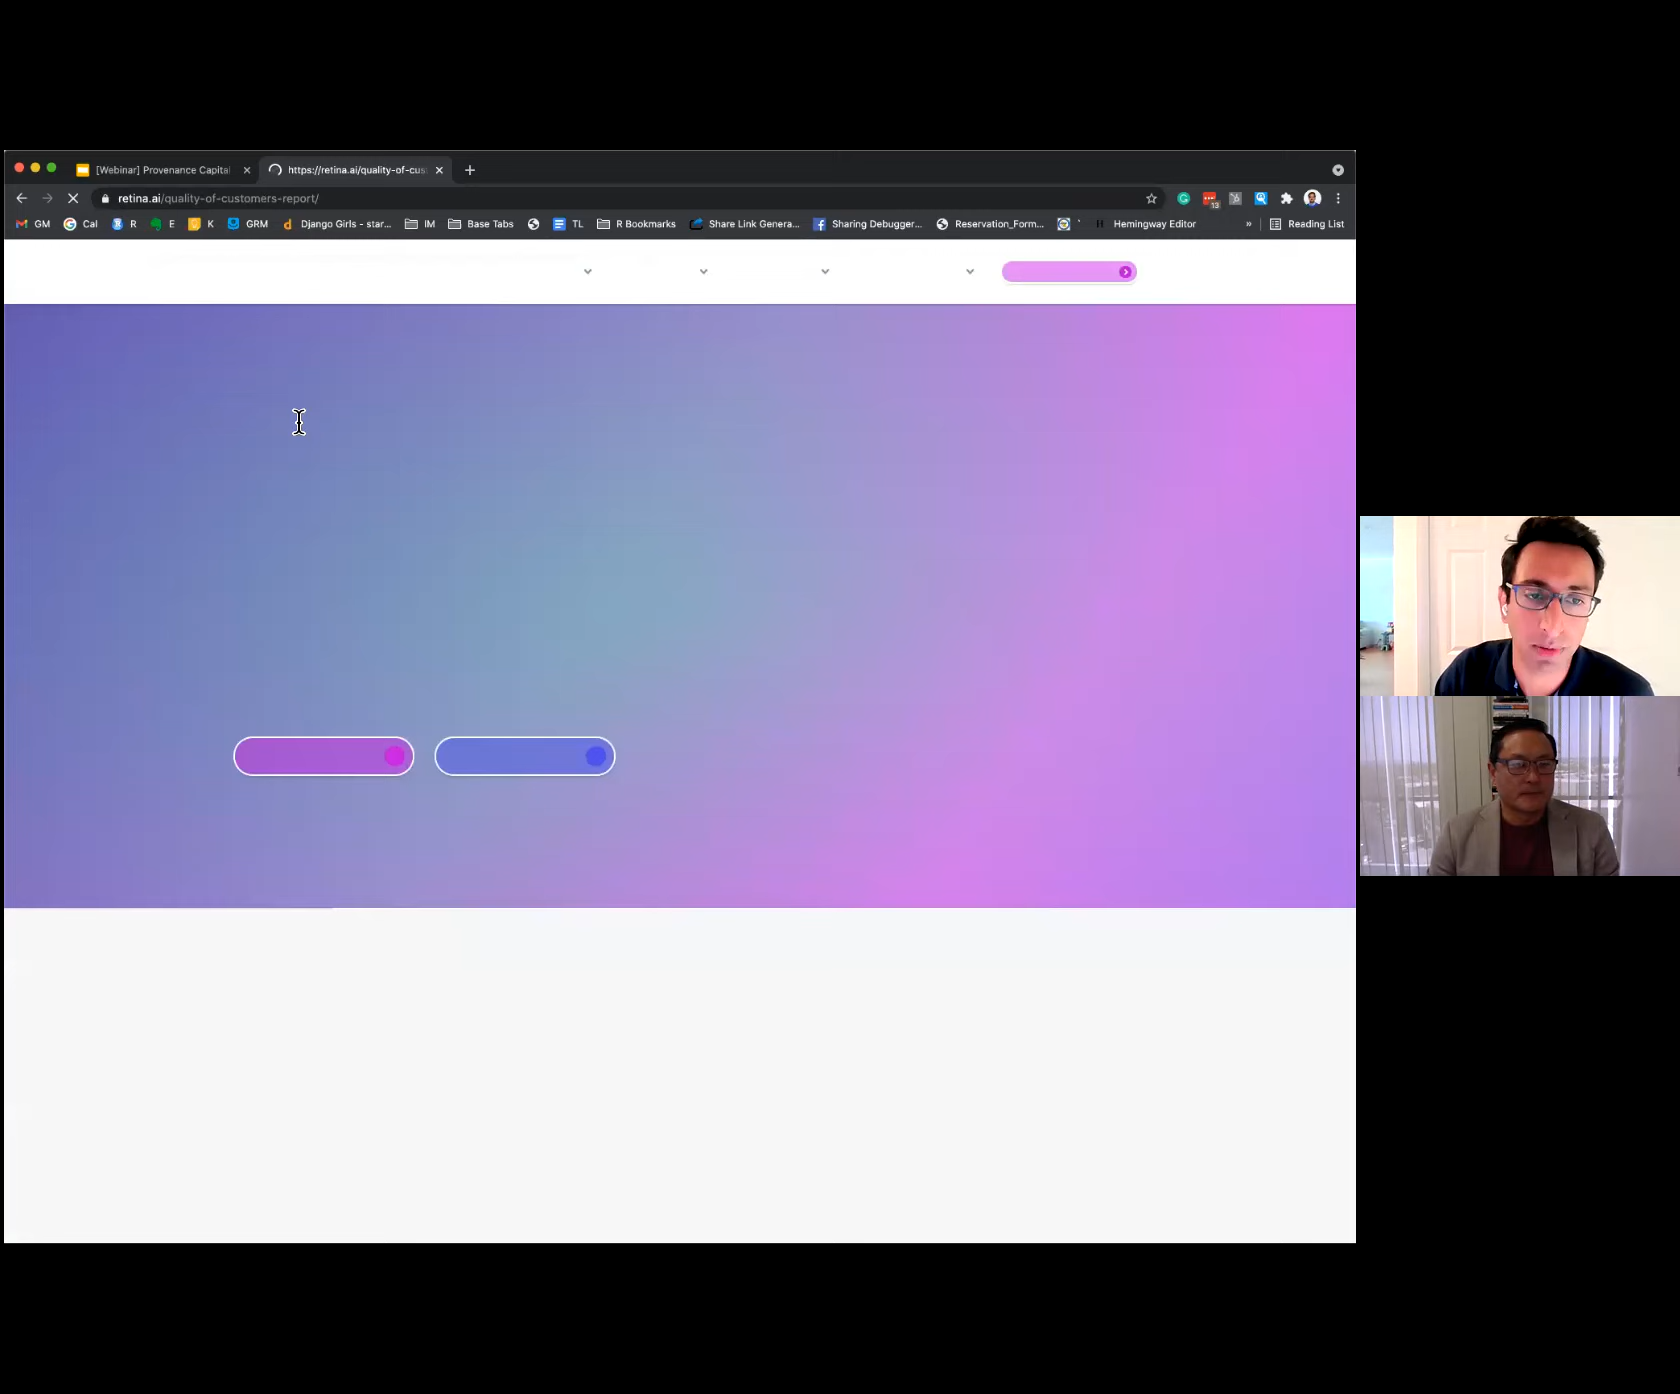 [Webinar] Provenance Capital
https://retina.ai/quality-of-cus
retina.ai/quality-of-customers-report/
13
GM
Cal
R
E
K
GRM
Django Girls - star...
IM
Base Tabs
TL
R Bookmarks
Share Link Genera...
Sharing Debugger...
Reservation_Form...
'
H
Hemingway Editor
»
Reading List